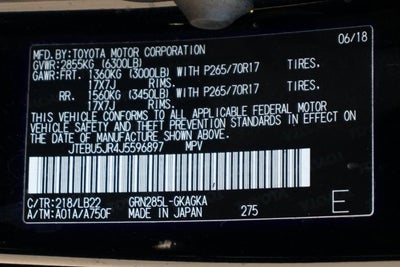 MFD.BY:TOYOTA MOTOR CORPORATION 06/18
GVWR:2855KG (6300LB)
GAWR:FRT. 1360KG (3000LB) WITH P265/70R17 TIRES.
17X7J RIMS.
RR. 1560KG (3450LB) WITH P265/70R17 TIRES.
17X7J RIMS.
THIS VEHICLE CONFORMS TO ALL APPLICABLE FEDERAL MOTOR
VEHICLE SAFETY AND THEFT PREVENTION STANDARDS IN EFFECT ON
THE DATE OF MANUFACTURE SHOWN ABOVE.
JTEBU5JR4J5596897 MPV
C/TR:218/LB22 GRN285L-GKAGKA
A/TM:A01A/A750F MADE IN JAPAN 275 E